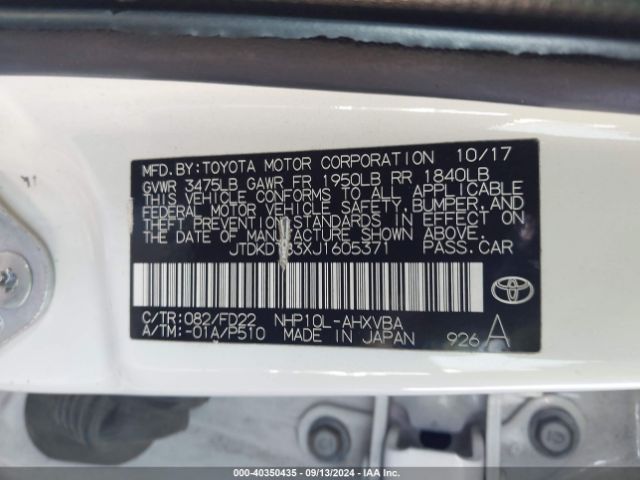 MFD.BY:TOYOTA MOTOR CORPORATION 10/17
GVWR 3475LB GAWR FR 1950LB RR 1840LB
THIS VEHICLE CONFORMS TO ALL APPLICABLE
FEDERAL MOTOR VEHICLE SAFETY,BUMPER,AND
THEFT PREVENTION STANDARDS IN EFFECT ON
THE DATE OF MANUFACTURE SHOWN ABOVE.
PASS.CAR
C/TR:082/FD22 NHP10L-AHXVBA
A/TM:-01A/P510 MADE IN JAPAN 926 A
000-40350435 - 09/13/2024 - IAA Inc.